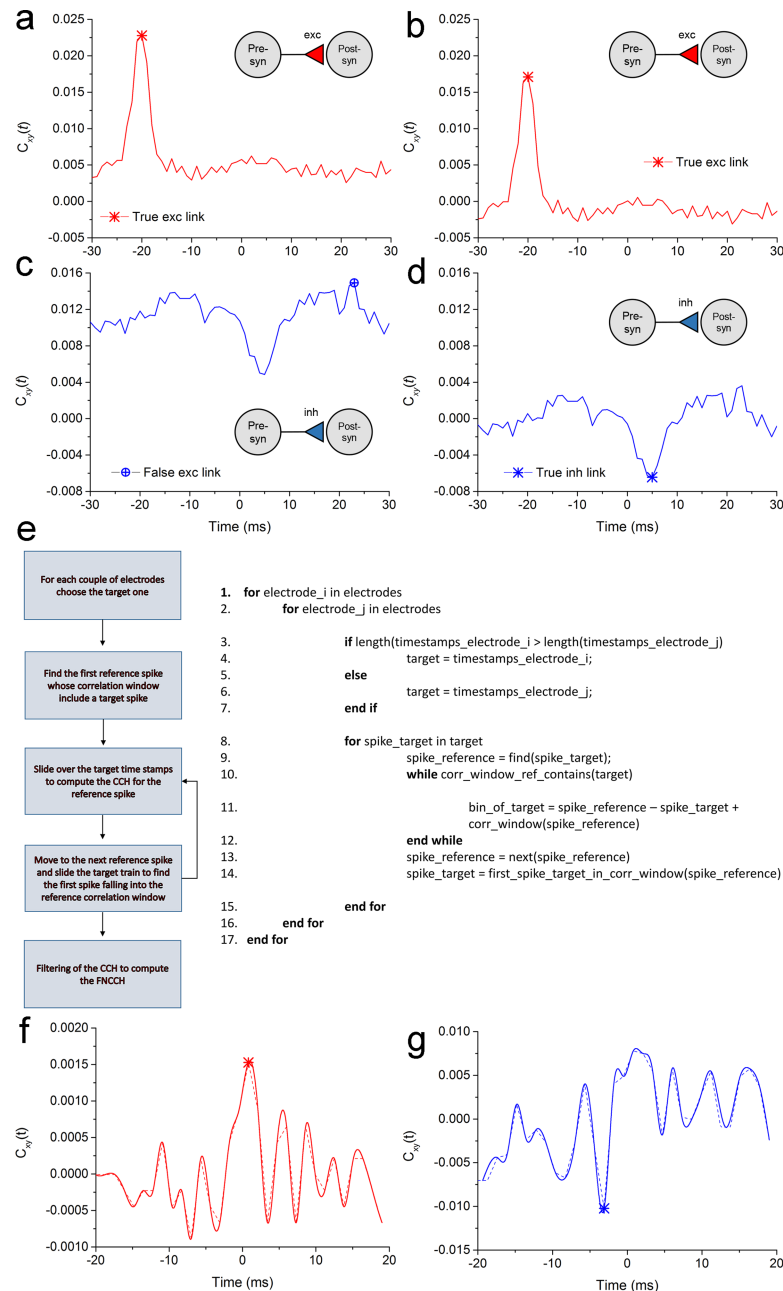 a
0.025
0.020
0.015
0.010
0.005
0.000
-0.005
Cxy(t)
Pre-
syn
exc
Post-
syn
True exc link
-30 -20 -10 0 10 20 30
b
0.025
0.020
0.015
0.010
0.005
0.000
-0.005
Cxy(t)
Pre-
syn
exc
Post-
syn
True exc link
-30 -20 -10 0 10 20 30
c
0.016
0.012
0.008
0.004
0.000
-0.004
-0.008
Cxy(t)
Pre-
syn
inh
Post-
syn
False exc link
-30 -20 -10 0 10 20 30
Time (ms)
d
0.016
0.012
0.008
0.004
0.000
-0.004
-0.008
Cxy(t)
Pre-
syn
inh
Post-
syn
True inh link
-30 -20 -10 0 10 20 30
Time (ms)
e
For each couple of electrodes
choose the target one
Find the first reference spike
whose correlation window
include a target spike
Slide over the target time stamps
to compute the CCH for the
reference spike
Move to the next reference spike
and slide the target train to find
the first spike falling into the
reference correlation window
Filtering of the CCH to compute
the FNCCH
1. for electrode_i in electrodes
2. for electrode_j in electrodes
3. if length(timestamps_electrode_i > length(timestamps_electrode_j)
4. target = timestamps_electrode_i;
5. else
6. target = timestamps_electrode_j;
7. end if
8. for spike_target in target
9. spike_reference = find(spike_target);
10. while corr_window_ref_contains(target)
11. bin_of_target = spike_reference – spike_target +
corr_window(spike_reference)
12. end while
13. spike_reference = next(spike_reference)
14. spike_target = first_spike_target_in_corr_window(spike_reference)
15. end for
16. end for
17. end for
f
0.0020
0.0015
0.0010
0.0005
0.0000
-0.0005
-0.0010
Cxy(t)
-20 -10 0 10 20
Time (ms)
g
0.010
0.005
0.000
-0.005
-0.010
-0.015
Cxy(t)
-20 -10 0 10 20
Time (ms)